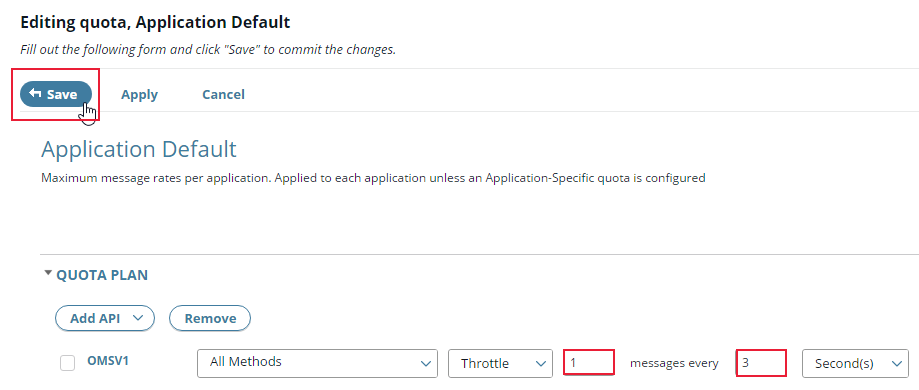 Editing quota, Application Default
Fill out the following form and click "Save" to commit the changes.
Save Apply Cancel
Application Default
Maximum message rates per application. Applied to each application unless an Application-Specific quota is configured
QUOTA PLAN
Add API Remove
OMSV1 All Methods Throttle 1 messages every 3 Second(s)